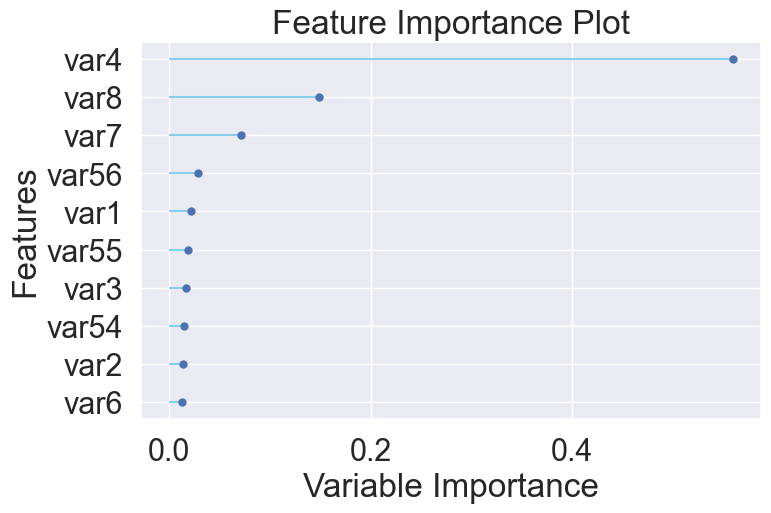 Feature Importance Plot
var4
var8
var7
var56
var1
var55
var3
var54
var2
var6
Features
0.0 0.2 0.4
Variable Importance